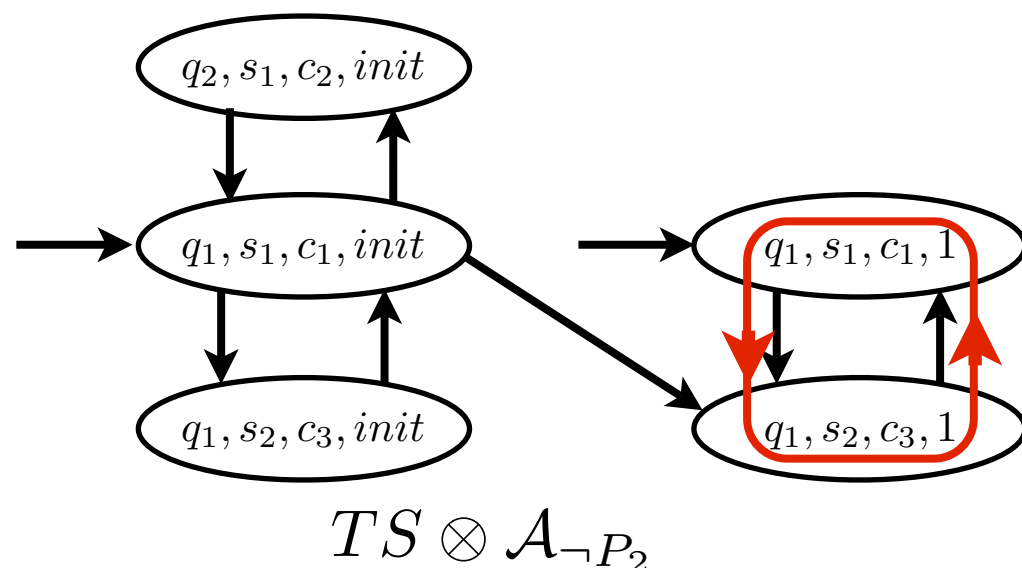 q₂, s₁, c₂, init
q₁, s₁, c₁, init
q₁, s₁, c₁, 1
q₁, s₂, c₃, init
q₁, s₂, c₃, 1
TS ⊗ 𝒜_{¬P₂}